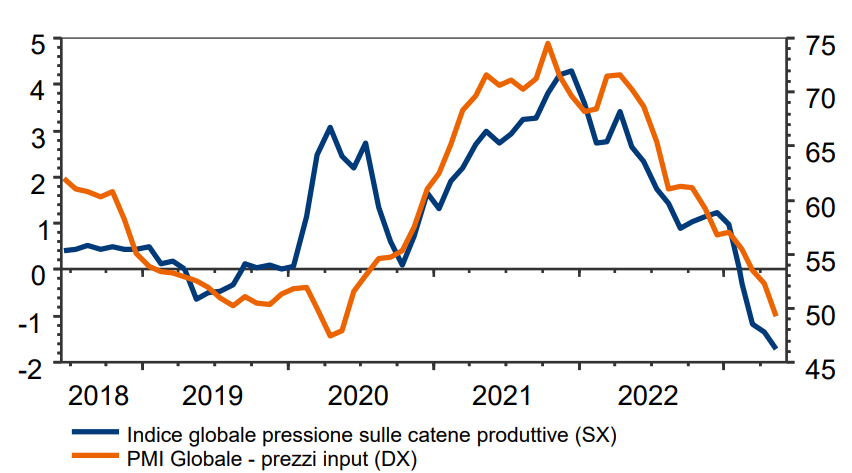 5 75
4 70
3 65
2
1 60
0 55
-1 50
-2 45
2018 2019 2020 2021 2022
Indice globale pressione sulle catene produttive (SX)
PMI Globale - prezzi input (DX)